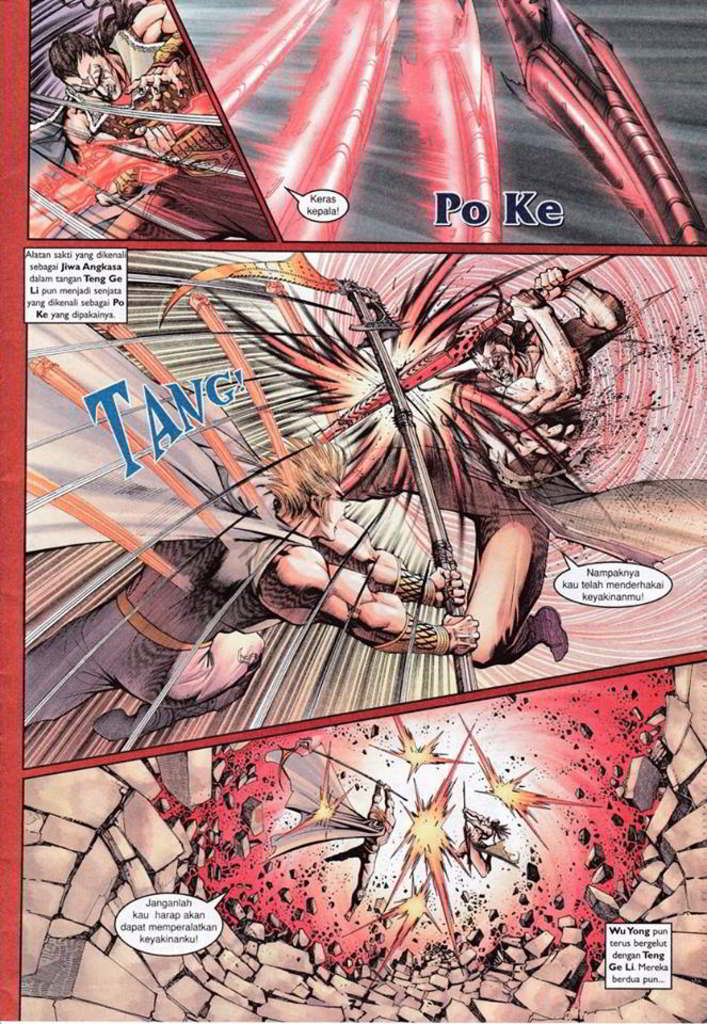 Keras
kepala!
Po Ke
Alatan sakti yang dikenali
sebagai Jiwa Angkasa
dalam tangan Teng Ge
Li pun menjadi senjata
yang dikenali sebagai Po
Ke yang dipakainya.
TANG!
Nampaknya
kau telah menderhakai
keyakinanmu!
Janganlah
kau harap akan
dapat memperalatkan
keyakinanku!
Wu Yong pun
terus bergelut
dengan Teng
Ge Li. Mereka
berdua pun...